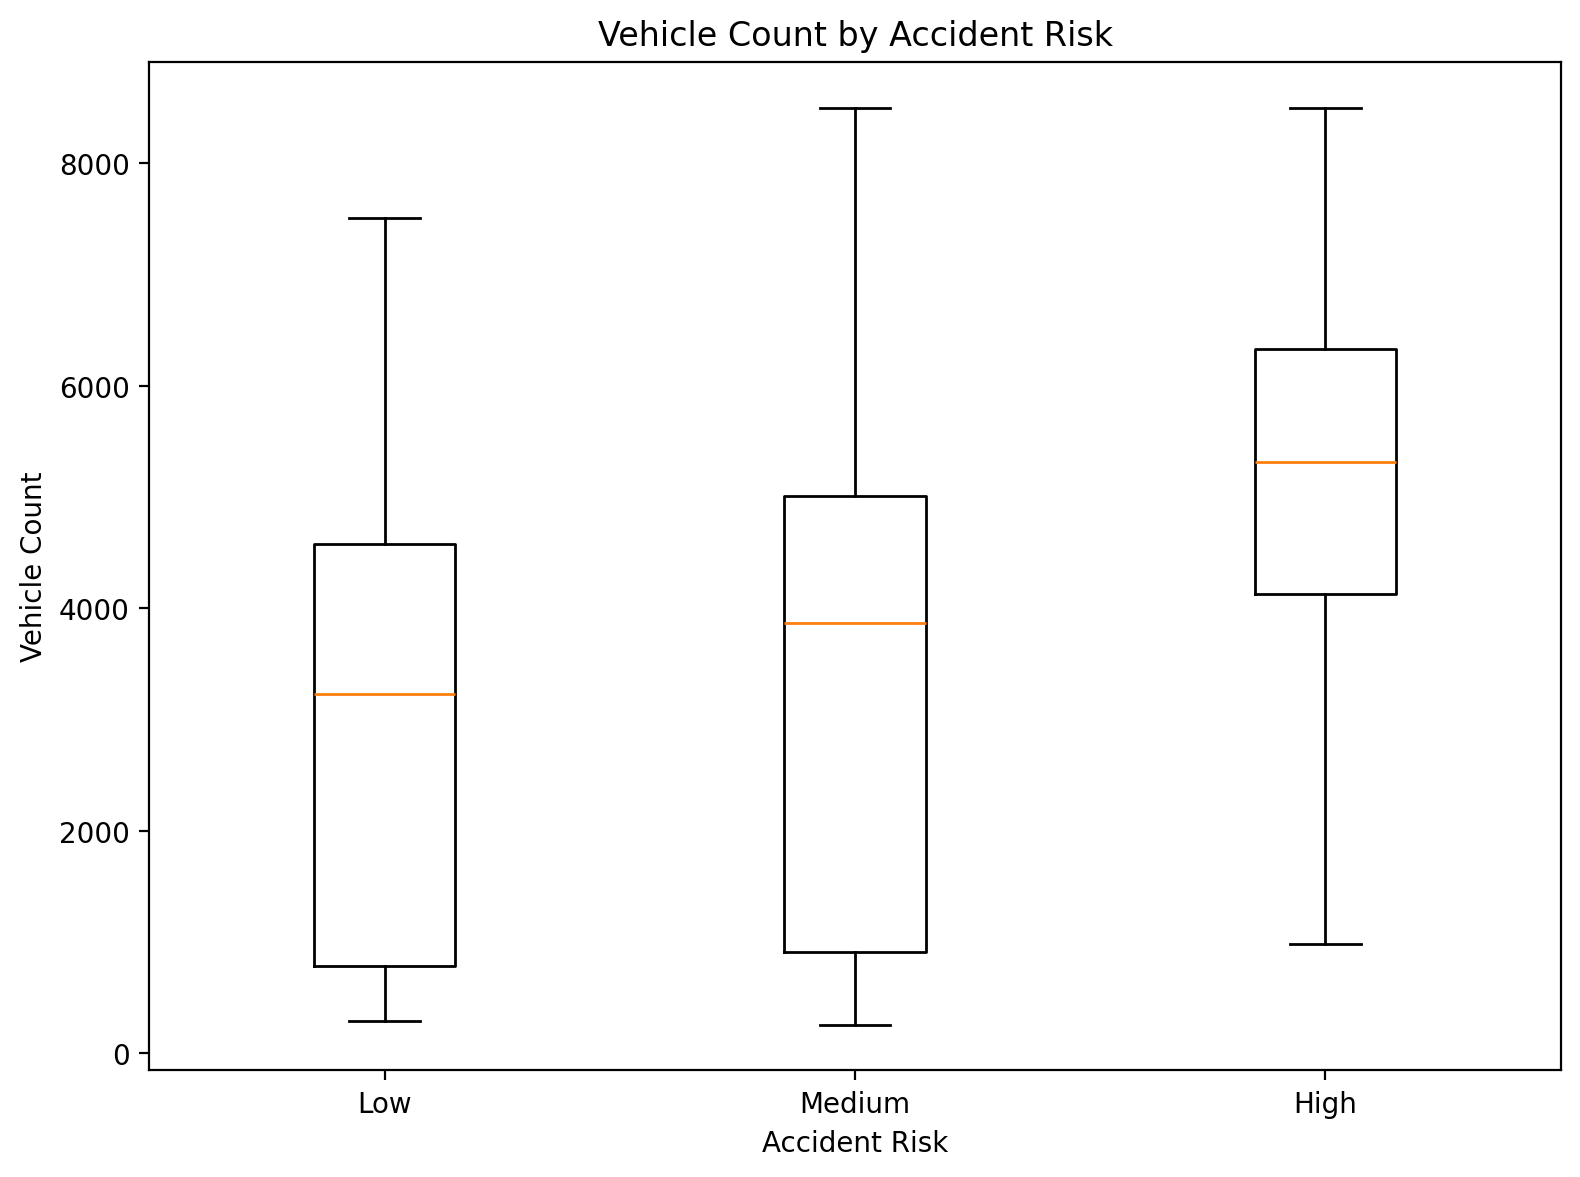 Vehicle Count by Accident Risk
Vehicle Count
8000
6000
4000
2000
0
Low Medium High
Accident Risk